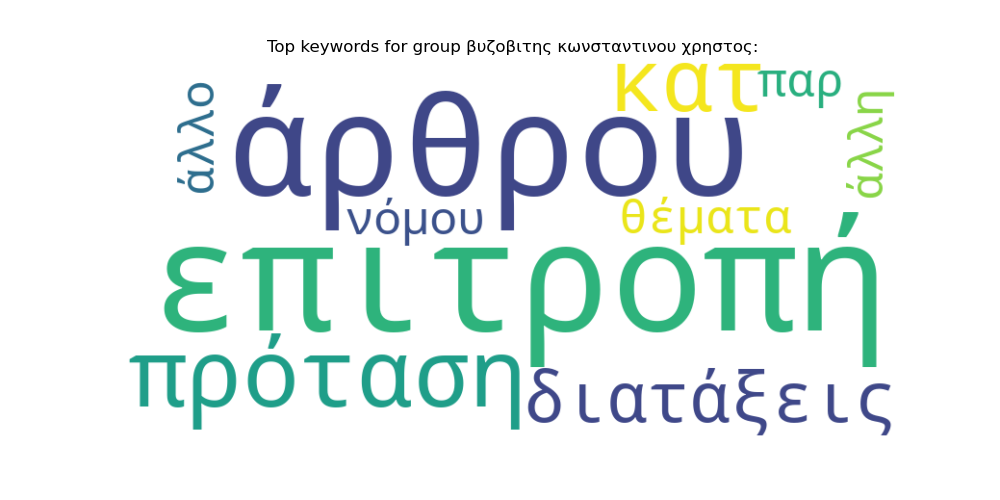 Top keywords for group βυζοβιτης κωνσταντινου χρηστος:
κατ
παρ
άλλο
άρθρου
άλλη
νόμου
θέματα
επιτροπή
πρόταση
διατάξεις